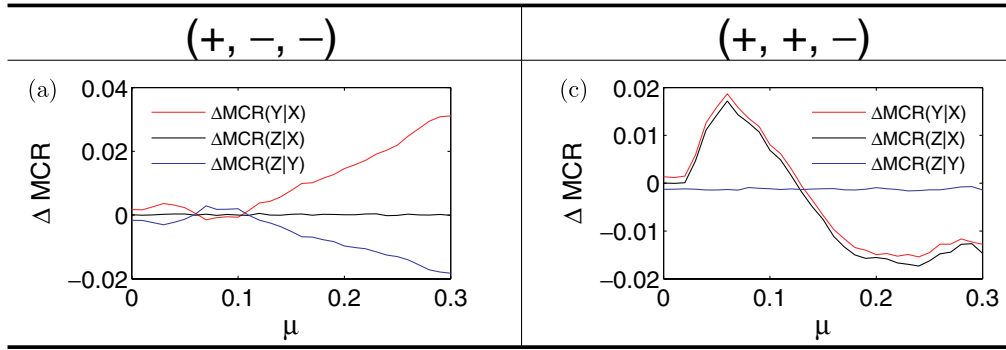 (+, −, −)
(+, +, −)
(a)
0.04
0.02
0
−0.02
Δ MCR
ΔMCR(Y|X)
ΔMCR(Z|X)
ΔMCR(Z|Y)
0
0.1
0.2
0.3
μ
(c)
0.02
0.01
0
−0.01
−0.02
Δ MCR
ΔMCR(Y|X)
ΔMCR(Z|X)
ΔMCR(Z|Y)
0
0.1
0.2
0.3
μ